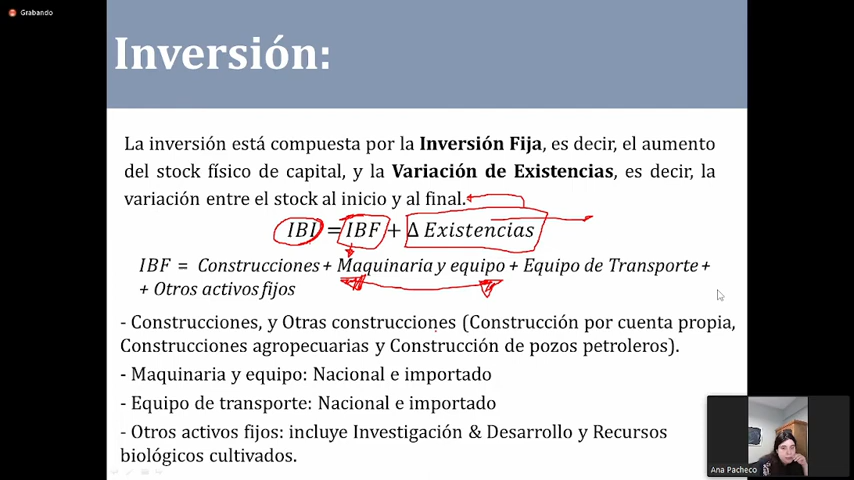 Grabando
Inversión:
La inversión está compuesta por la Inversión Fija, es decir, el aumento
del stock físico de capital, y la Variación de Existencias, es decir, la
variación entre el stock al inicio y al final.
IBI = IBF + Δ Existencias
IBF = Construcciones + Maquinaria y equipo + Equipo de Transporte +
+ Otros activos fijos
- Construcciones, y Otras construcciones (Construcción por cuenta propia,
Construcciones agropecuarias y Construcción de pozos petroleros).
- Maquinaria y equipo: Nacional e importado
- Equipo de transporte: Nacional e importado
- Otros activos fijos: incluye Investigación & Desarrollo y Recursos
biológicos cultivados.
Ana Pacheco